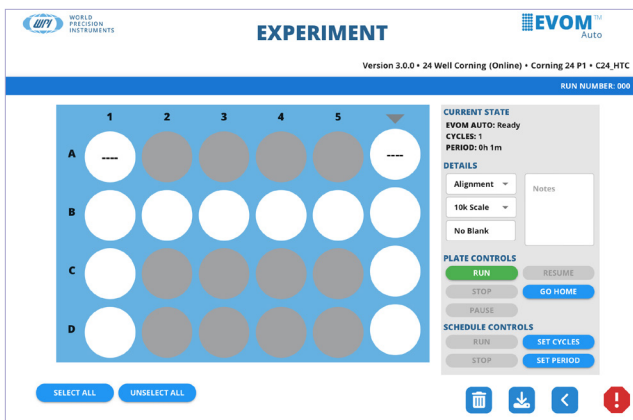 WPI WORLD
PRECISION
INSTRUMENTS
EXPERIMENT
EVOM™
Auto
Version 3.0.0 • 24 Well Corning (Online) • Corning 24 P1 • C24_HTC
RUN NUMBER: 000
1 2 3 4 5
A ---- ----
B
C
D
CURRENT STATE
EVOM AUTO: Ready
CYCLES: 1
PERIOD: 0h 1m
DETAILS
Alignment Notes
10k Scale
No Blank
PLATE CONTROLS
RUN RESUME
STOP GO HOME
PAUSE
SCHEDULE CONTROLS
RUN SET CYCLES
STOP SET PERIOD
SELECT ALL UNSELECT ALL